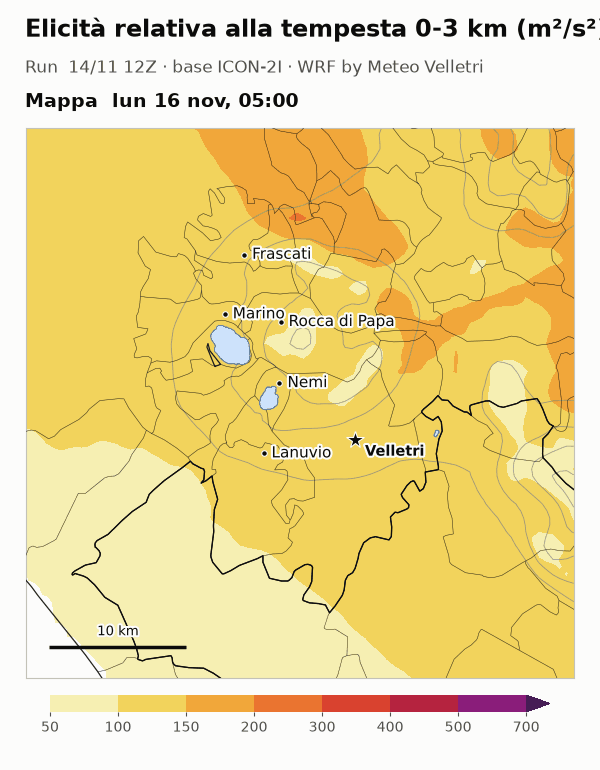 Elicità relativa alla tempesta 0-3 km (m²/s²)
Run  14/11 12Z · base ICON-2I · WRF by Meteo Velletri
Mappa  lun 16 nov, 05:00
Frascati
Marino
Rocca di Papa
Nemi
Velletri
Lanuvio
10 km
50 100 150 200 300 400 500 700